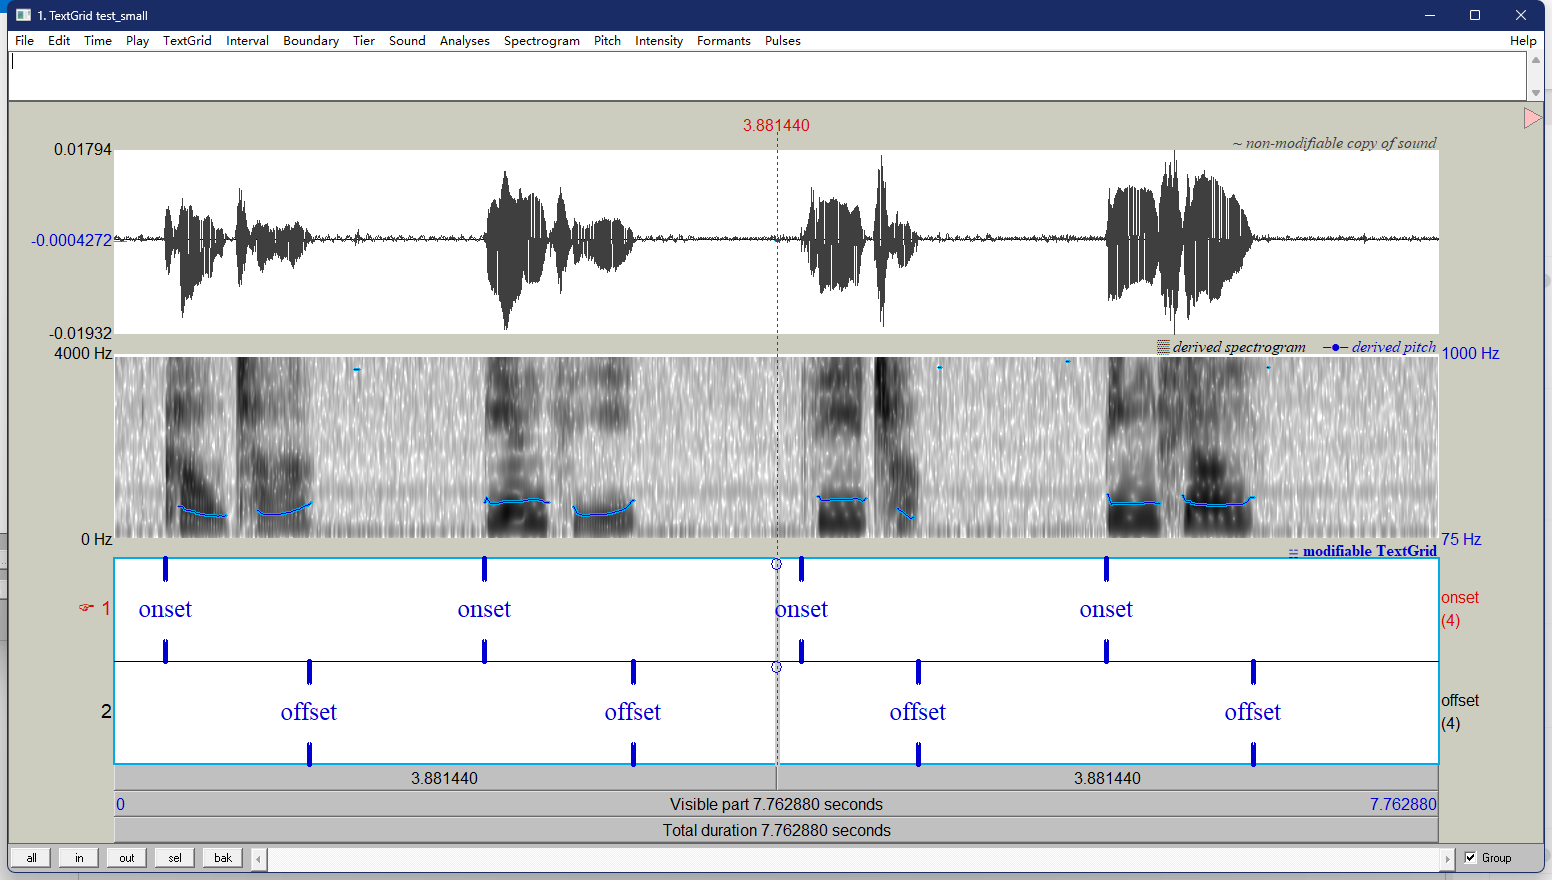 1. TextGrid test_small
File Edit Time Play TextGrid Interval Boundary Tier Sound Analyses Spectrogram Pitch Intensity Formants Pulses Help
3.881440
0.01794
~ non-modifiable copy of sound
-0.0004272
-0.01932
4000 Hz
derived spectrogram
derived pitch
1000 Hz
0 Hz
75 Hz
modifiable TextGrid
1
onset onset onset onset
onset
(4)
2
offset offset offset offset
offset
(4)
3.881440 3.881440
0 Visible part 7.762880 seconds 7.762880
Total duration 7.762880 seconds
all in out sel bak Group